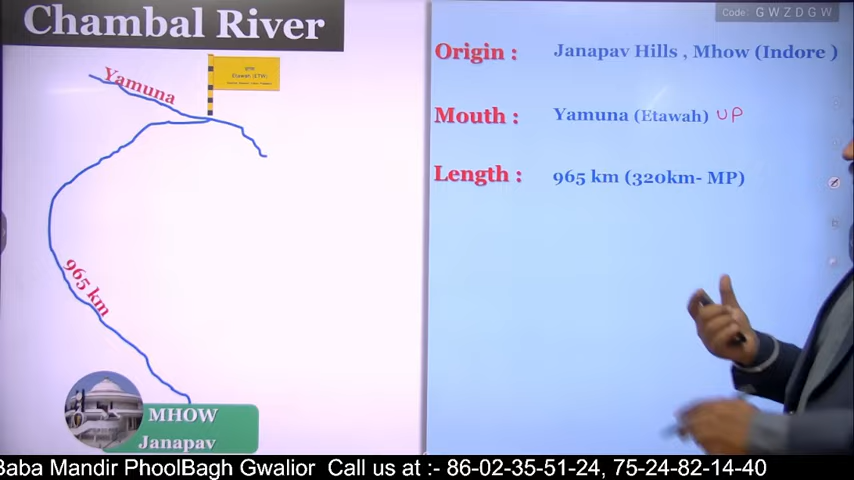 Chambal River
Code: G W Z D G W
Yamuna
Etawah (ETW)
Origin : Janapav Hills , Mhow (Indore )
Mouth : Yamuna (Etawah) UP
Length : 965 km (320km- MP)
965 km
MHOW
Janapav
Baba Mandir PhoolBagh Gwalior Call us at :- 86-02-35-51-24, 75-24-82-14-40